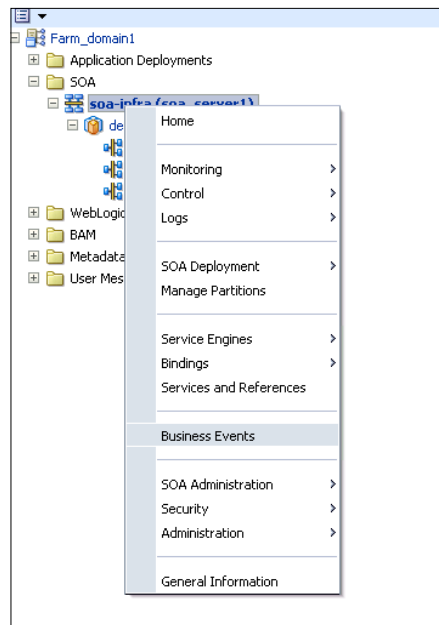 Farm_domain1
Application Deployments
SOA
soa-infra (soa_server1)
de
WebLogic
BAM
Metadata
User Mes
Home
Monitoring
Control
Logs
SOA Deployment
Manage Partitions
Service Engines
Bindings
Services and References
Business Events
SOA Administration
Security
Administration
General Information